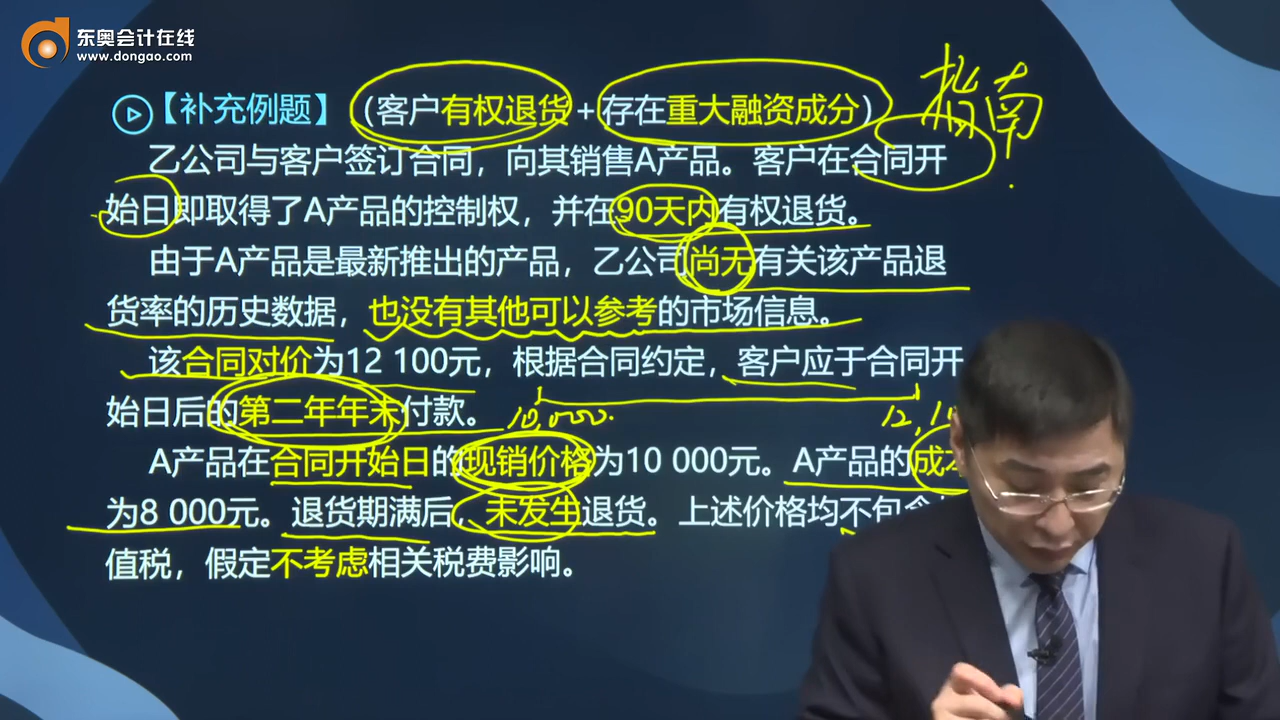 东奥会计在线
www.dongao.com
【补充例题】（客户有权退货+存在重大融资成分）
指南
乙公司与客户签订合同，向其销售A产品。客户在合同开
始日即取得了A产品的控制权，并在90天内有权退货。
由于A产品是最新推出的产品，乙公司尚无有关该产品退
货率的历史数据，也没有其他可以参考的市场信息。
该合同对价为12 100元，根据合同约定，客户应于合同开
始日后的第二年年末付款。
10,000. 12,1
A产品在合同开始日的现销价格为10 000元。A产品的成
为8 000元。退货期满后，未发生退货。上述价格均不包含
值税，假定不考虑相关税费影响。